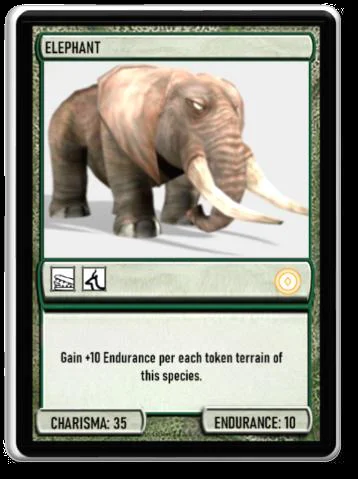 ELEPHANT
Gain +10 Endurance per each token terrain of
this species.
CHARISMA: 35
ENDURANCE: 10